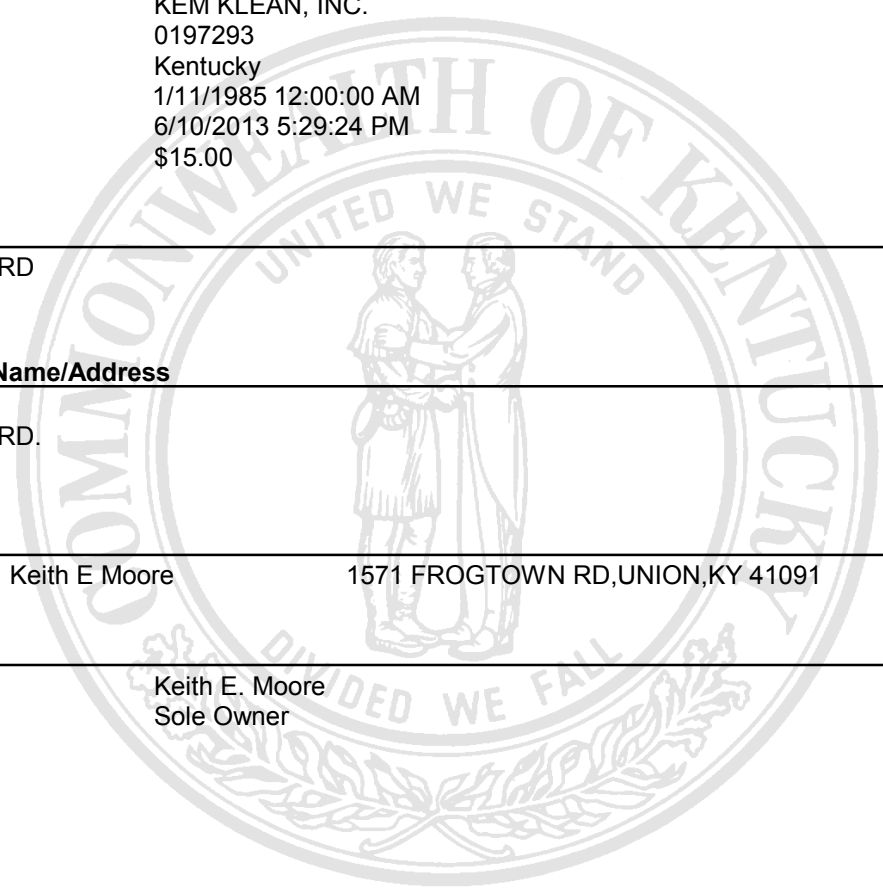 KEM KLEAN, INC.
0197293
Kentucky
1/11/1985 12:00:00 AM
6/10/2013 5:29:24 PM
$15.00
COMMONWEALTH OF KENTUCKY
UNITED WE STAND
RD
Name/Address
RD.
Keith E Moore 1571 FROGTOWN RD,UNION,KY 41091
DIVIDED WE FALL
Keith E. Moore
Sole Owner